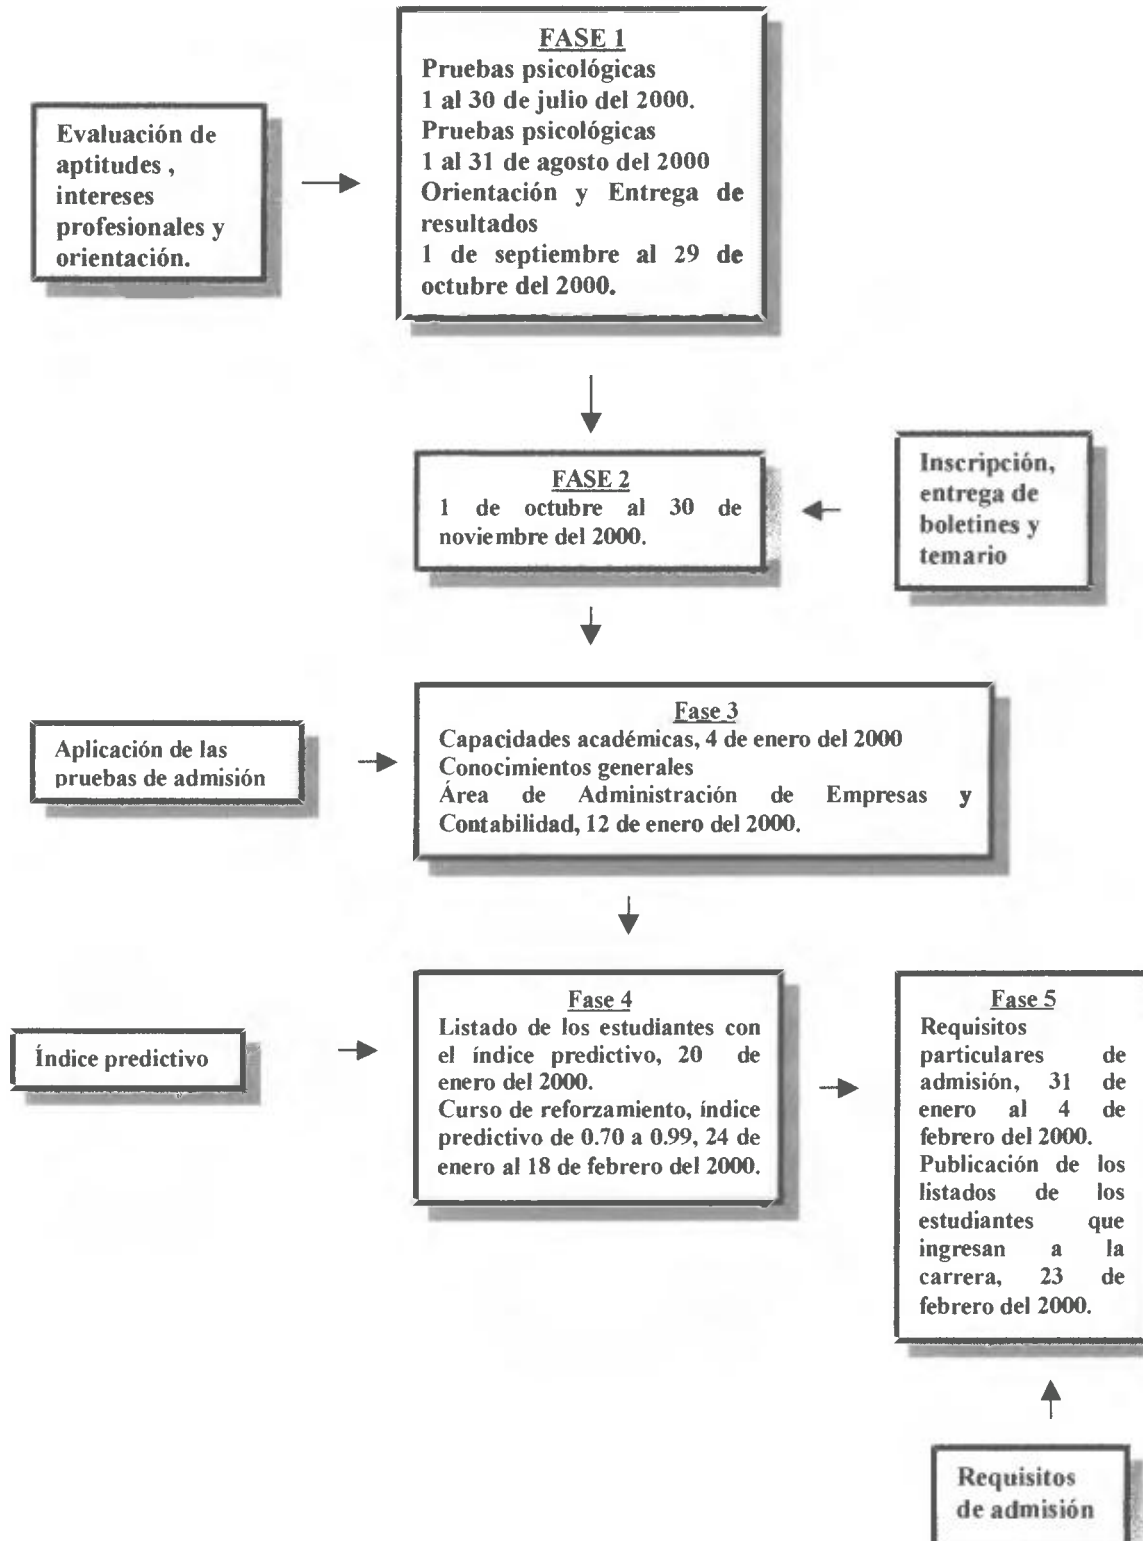 FASE 1
Pruebas psicológicas
1 al 30 de julio del 2000.
Pruebas psicológicas
1 al 31 de agosto del 2000
Orientación y Entrega de
resultados
1 de septiembre al 29 de
octubre del 2000.
Evaluación de
aptitudes ,
intereses
profesionales y
orientación.
FASE 2
1 de octubre al 30 de
noviembre del 2000.
Inscripción,
entrega de
boletines y
temario
Aplicación de las
pruebas de admisión
Fase 3
Capacidades académicas, 4 de enero del 2000
Conocimientos generales
Área de Administración de Empresas y
Contabilidad, 12 de enero del 2000.
Índice predictivo
Fase 4
Listado de los estudiantes con
el índice predictivo, 20 de
enero del 2000.
Curso de reforzamiento, índice
predictivo de 0.70 a 0.99, 24 de
enero al 18 de febrero del 2000.
Fase 5
Requisitos
particulares de
admisión, 31 de
enero al 4 de
febrero del 2000.
Publicación de los
listados de los
estudiantes que
ingresan a la
carrera, 23 de
febrero del 2000.
Requisitos
de admisión